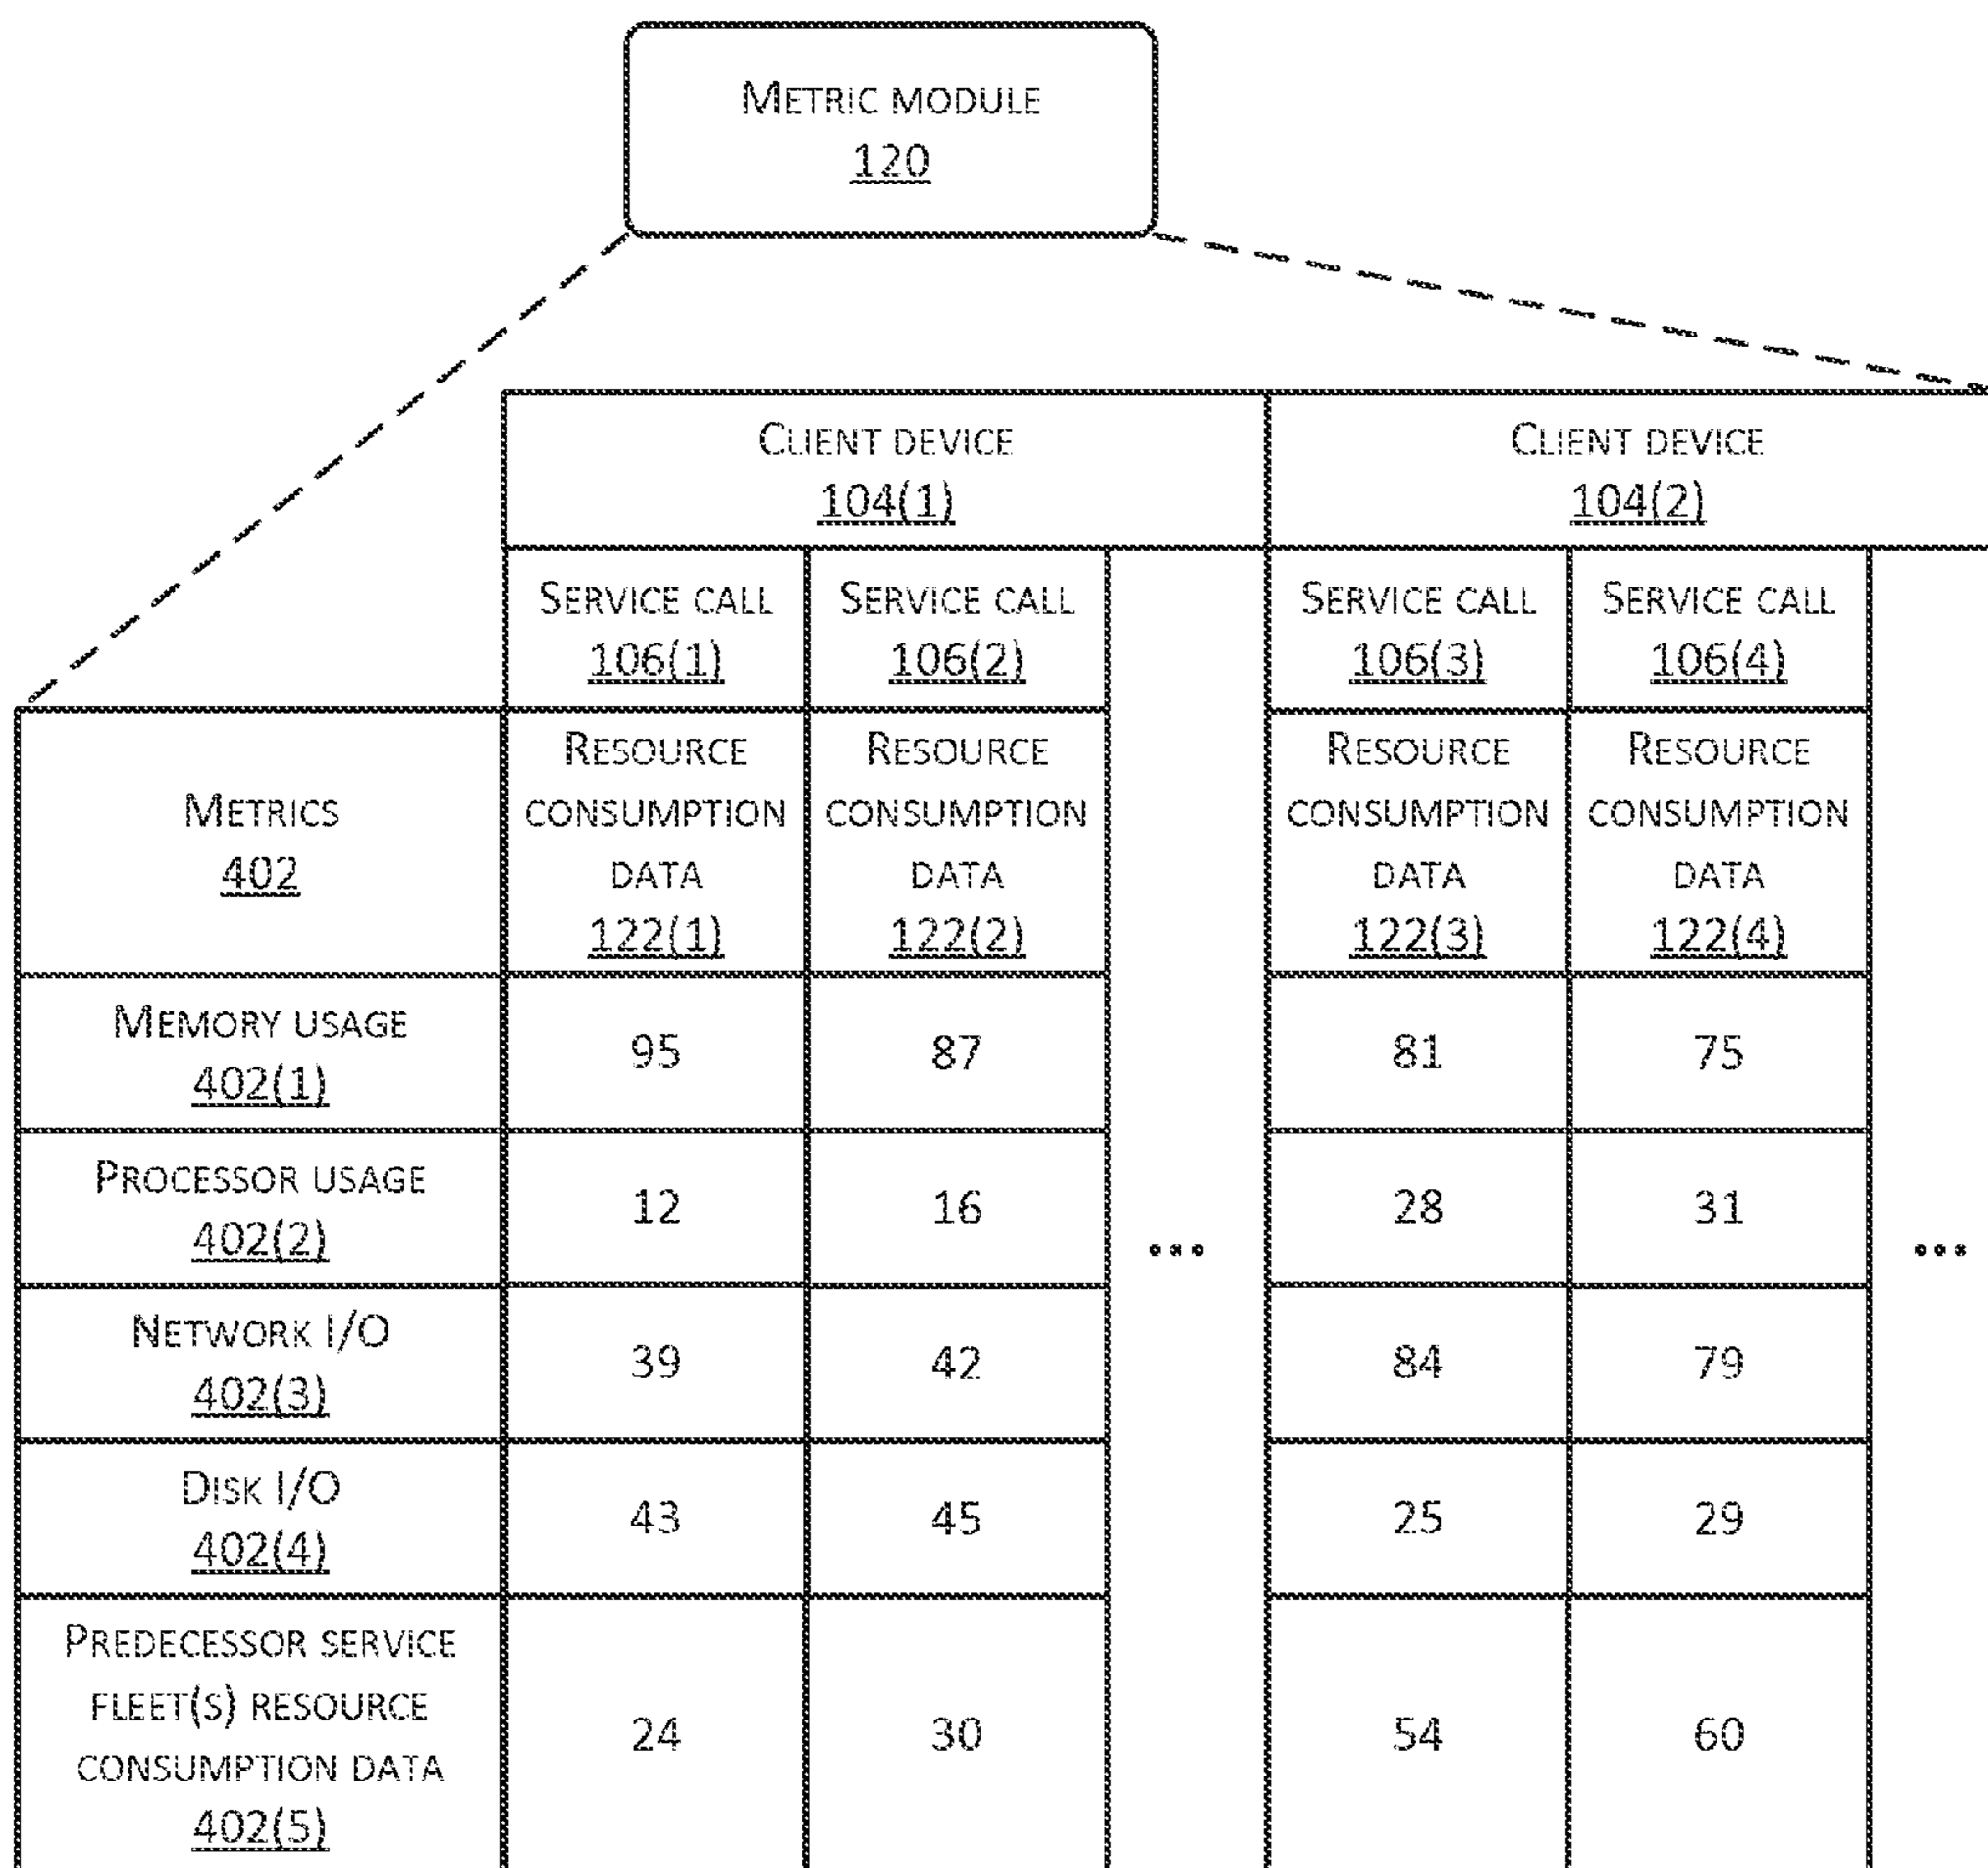 METRIC MODULE
120
CLIENT DEVICE
104(1)
CLIENT DEVICE
104(2)
SERVICE CALL
106(1)
SERVICE CALL
106(2)
SERVICE CALL
106(3)
SERVICE CALL
106(4)
METRICS
402
RESOURCE
CONSUMPTION
DATA
122(1)
RESOURCE
CONSUMPTION
DATA
122(2)
RESOURCE
CONSUMPTION
DATA
122(3)
RESOURCE
CONSUMPTION
DATA
122(4)
MEMORY USAGE
402(1)
95
87
81
75
PROCESSOR USAGE
402(2)
12
16
...
28
31
...
NETWORK I/O
402(3)
39
42
84
79
DISK I/O
402(4)
43
45
25
29
PREDECESSOR SERVICE
FLEET(S) RESOURCE
CONSUMPTION DATA
402(5)
24
30
54
60